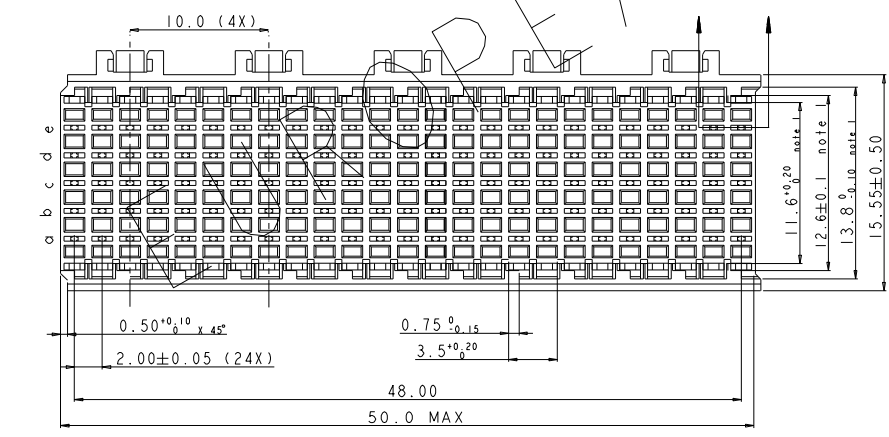 10.0 (4X)
e
d
c
b
a
11.6 +0.20 0 note 1
12.6±0.1 note 1
13.8 0 -0.10 note 1
15.55±0.50
0.50 +0.10 0 X 45°
0.75 0 -0.15
3.5 +0.20 0
2.00±0.05 (24X)
48.00
50.0 MAX